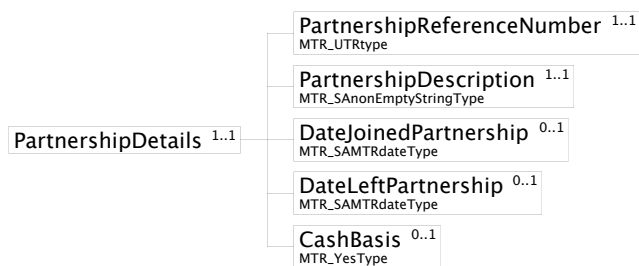 PartnershipReferenceNumber 1..1
MTR_UTRtype
PartnershipDescription 1..1
MTR_SAnonEmptyStringType
PartnershipDetails 1..1
DateJoinedPartnership 0..1
MTR_SAMTRdateType
DateLeftPartnership 0..1
MTR_SAMTRdateType
CashBasis 0..1
MTR_YesType